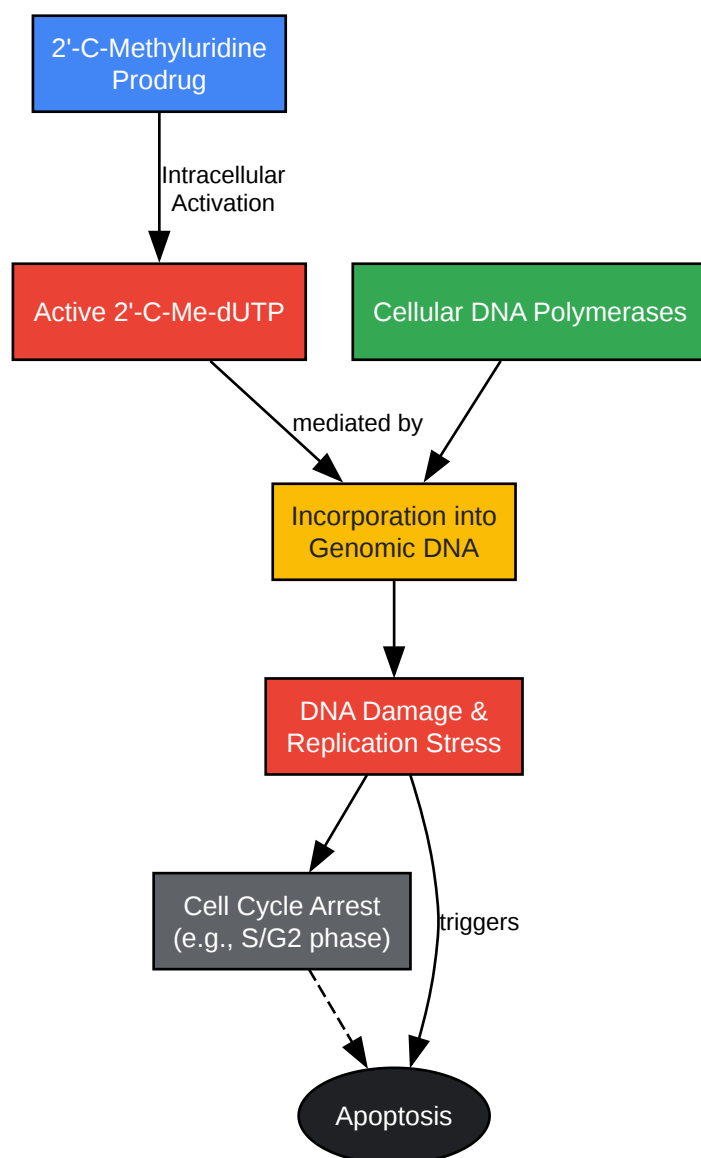 2'-C-Methyluridine
Prodrug
Intracellular
Activation
Active 2'-C-Me-dUTP
Cellular DNA Polymerases
mediated by
Incorporation into
Genomic DNA
DNA Damage &
Replication Stress
Cell Cycle Arrest
(e.g., S/G2 phase)
triggers
Apoptosis